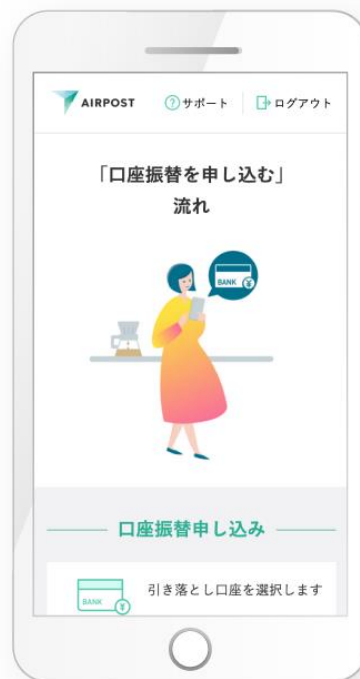 AIRPOST
サポート
ログアウト
「口座振替を申し込む」
流れ
BANK ¥
口座振替申し込み
引き落とし口座を選択します
BANK ¥